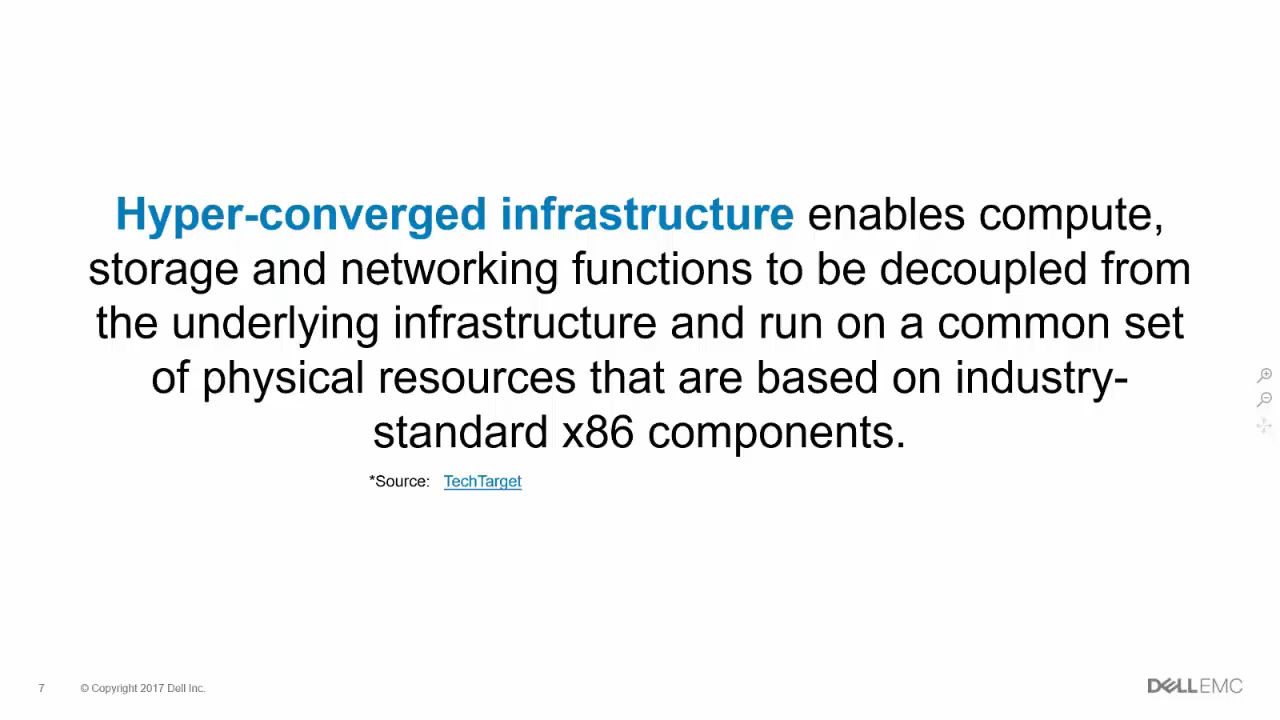 Hyper-converged infrastructure enables compute,
storage and networking functions to be decoupled from
the underlying infrastructure and run on a common set
of physical resources that are based on industry-
standard x86 components.
*Source: TechTarget
7 © Copyright 2017 Dell Inc.
DELLEMC